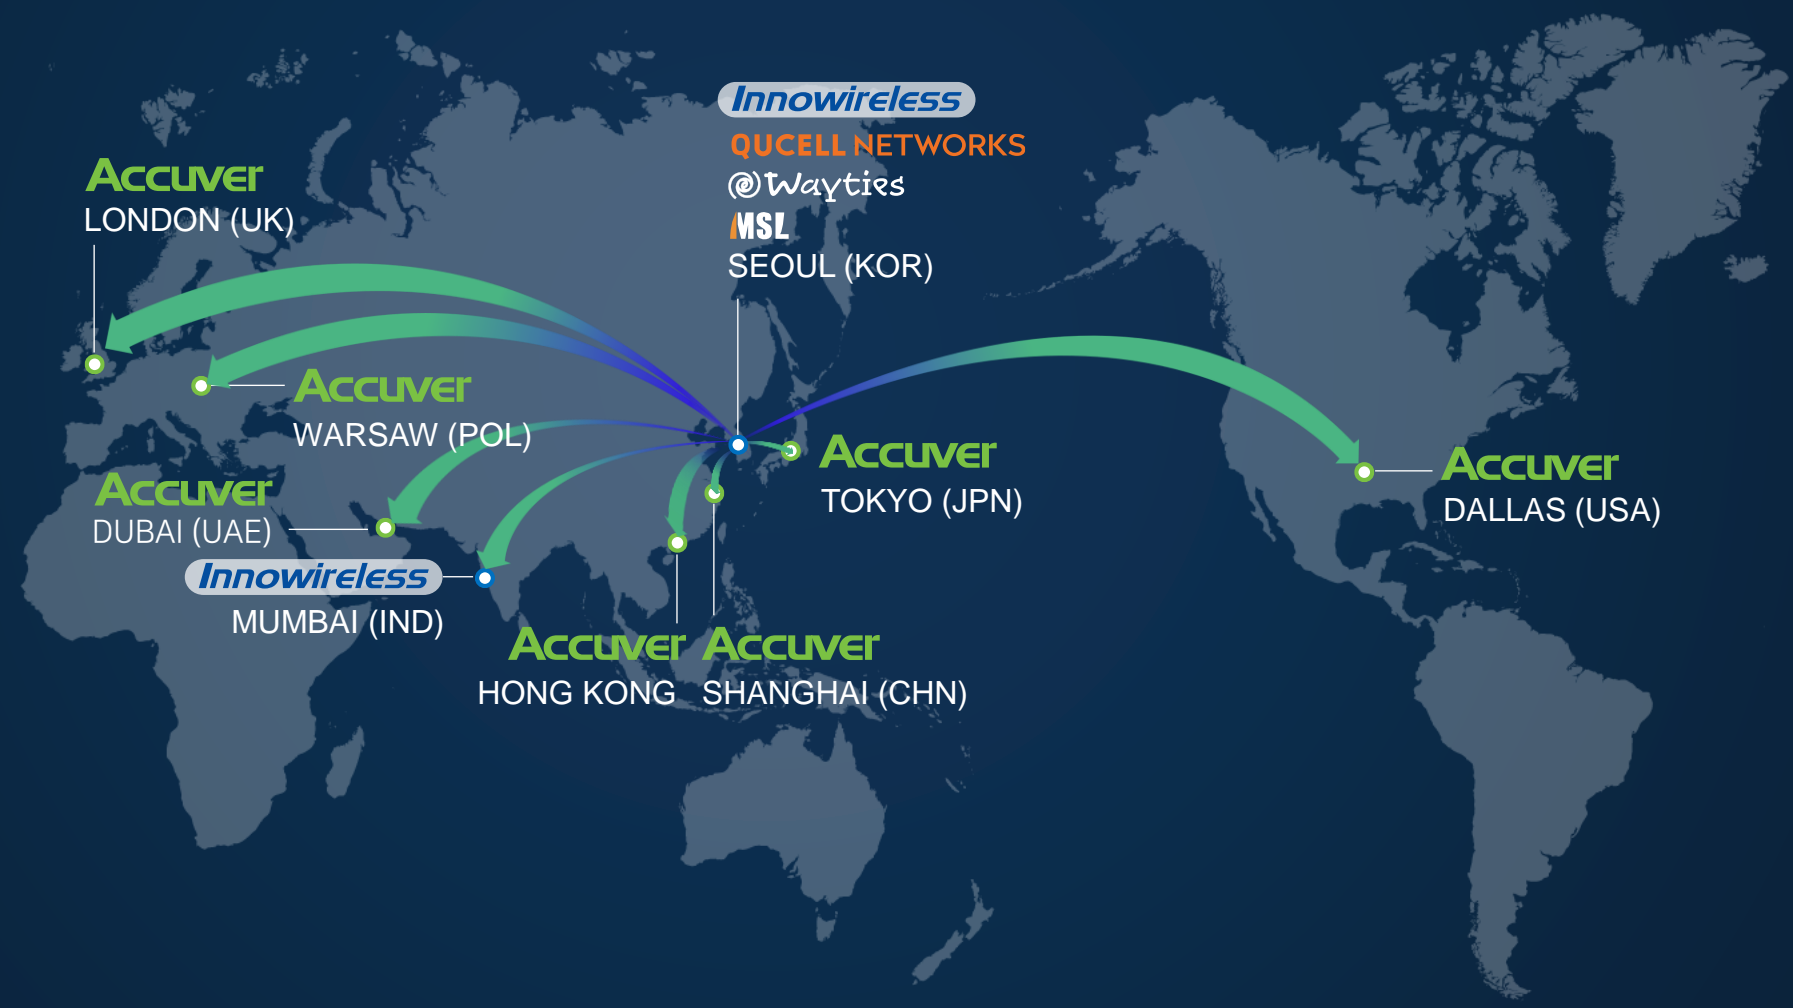 Innowireless
QUCELL NETWORKS
@Wayties
MSL
SEOUL (KOR)
Accuver
LONDON (UK)
Accuver
WARSAW (POL)
Accuver
DUBAI (UAE)
Innowireless
MUMBAI (IND)
Accuver
HONG KONG
Accuver
SHANGHAI (CHN)
Accuver
TOKYO (JPN)
Accuver
DALLAS (USA)